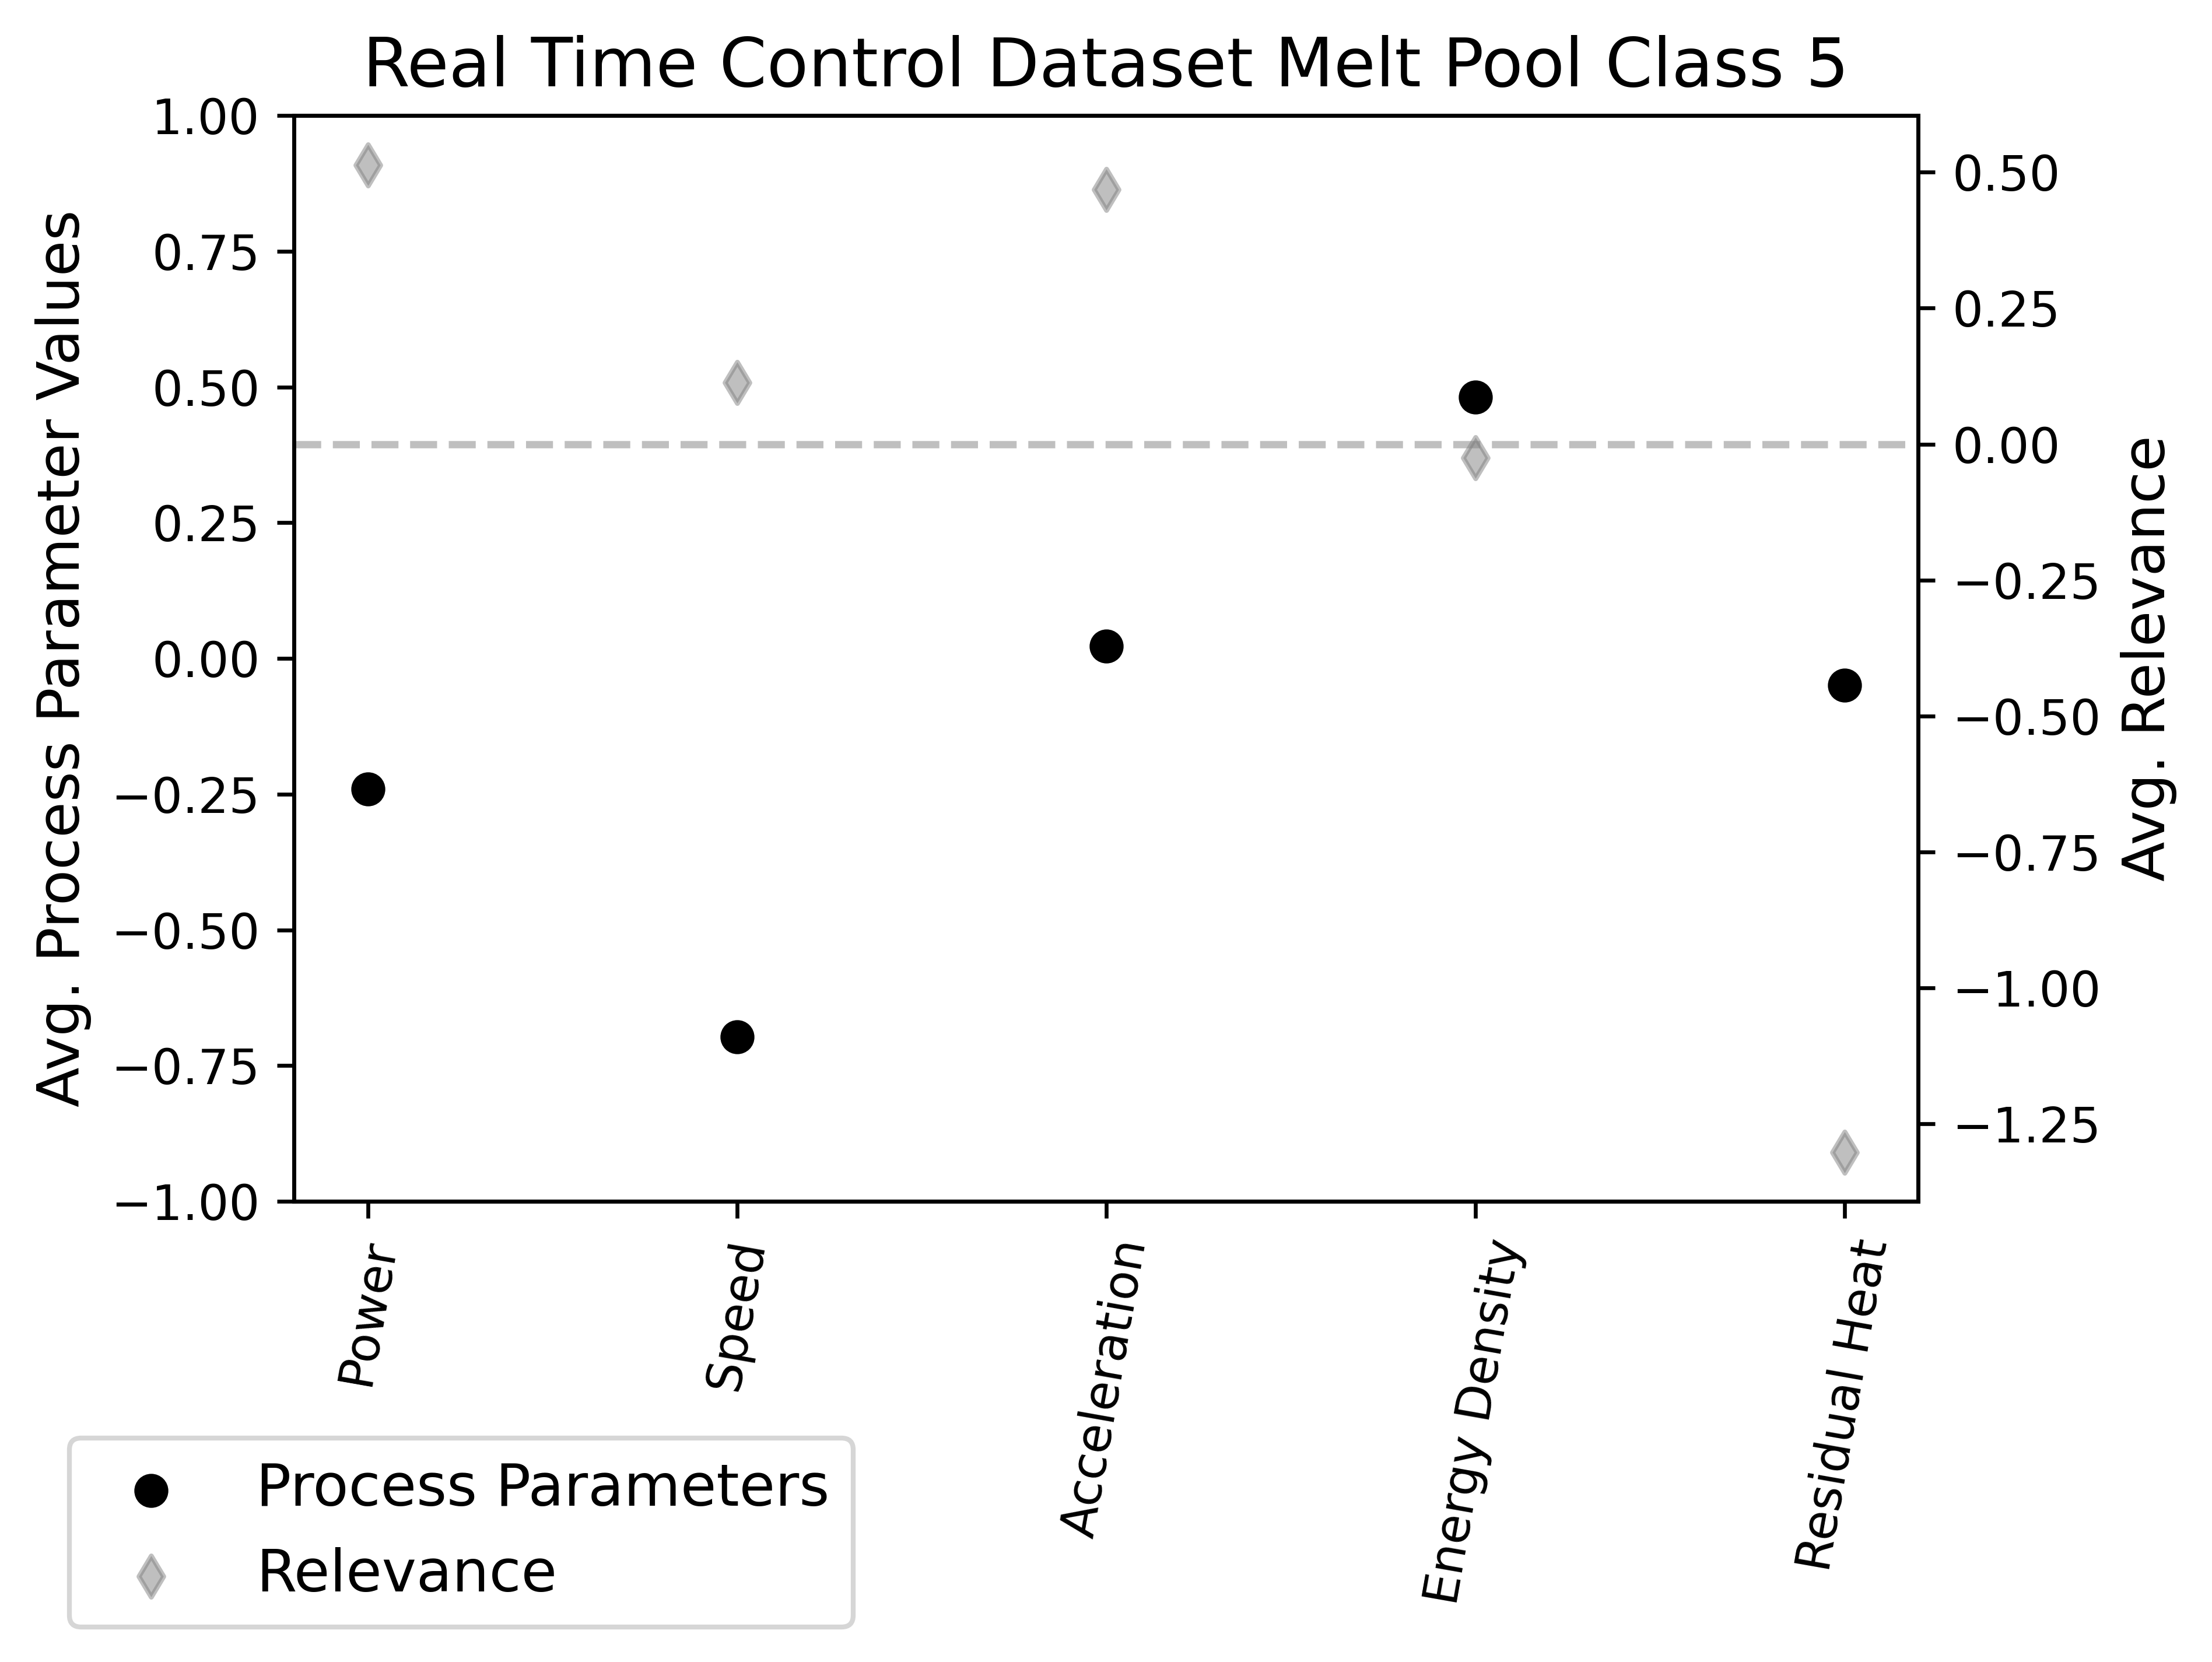 Real Time Control Dataset Melt Pool Class 5
Avg. Process Parameter Values
1.00
0.75
0.50
0.25
0.00
−0.25
−0.50
−0.75
−1.00
0.50
0.25
0.00
−0.25
−0.50
−0.75
−1.00
−1.25
Avg. Relevance
Power
Speed
Acceleration
Energy Density
Residual Heat
Process Parameters
Relevance